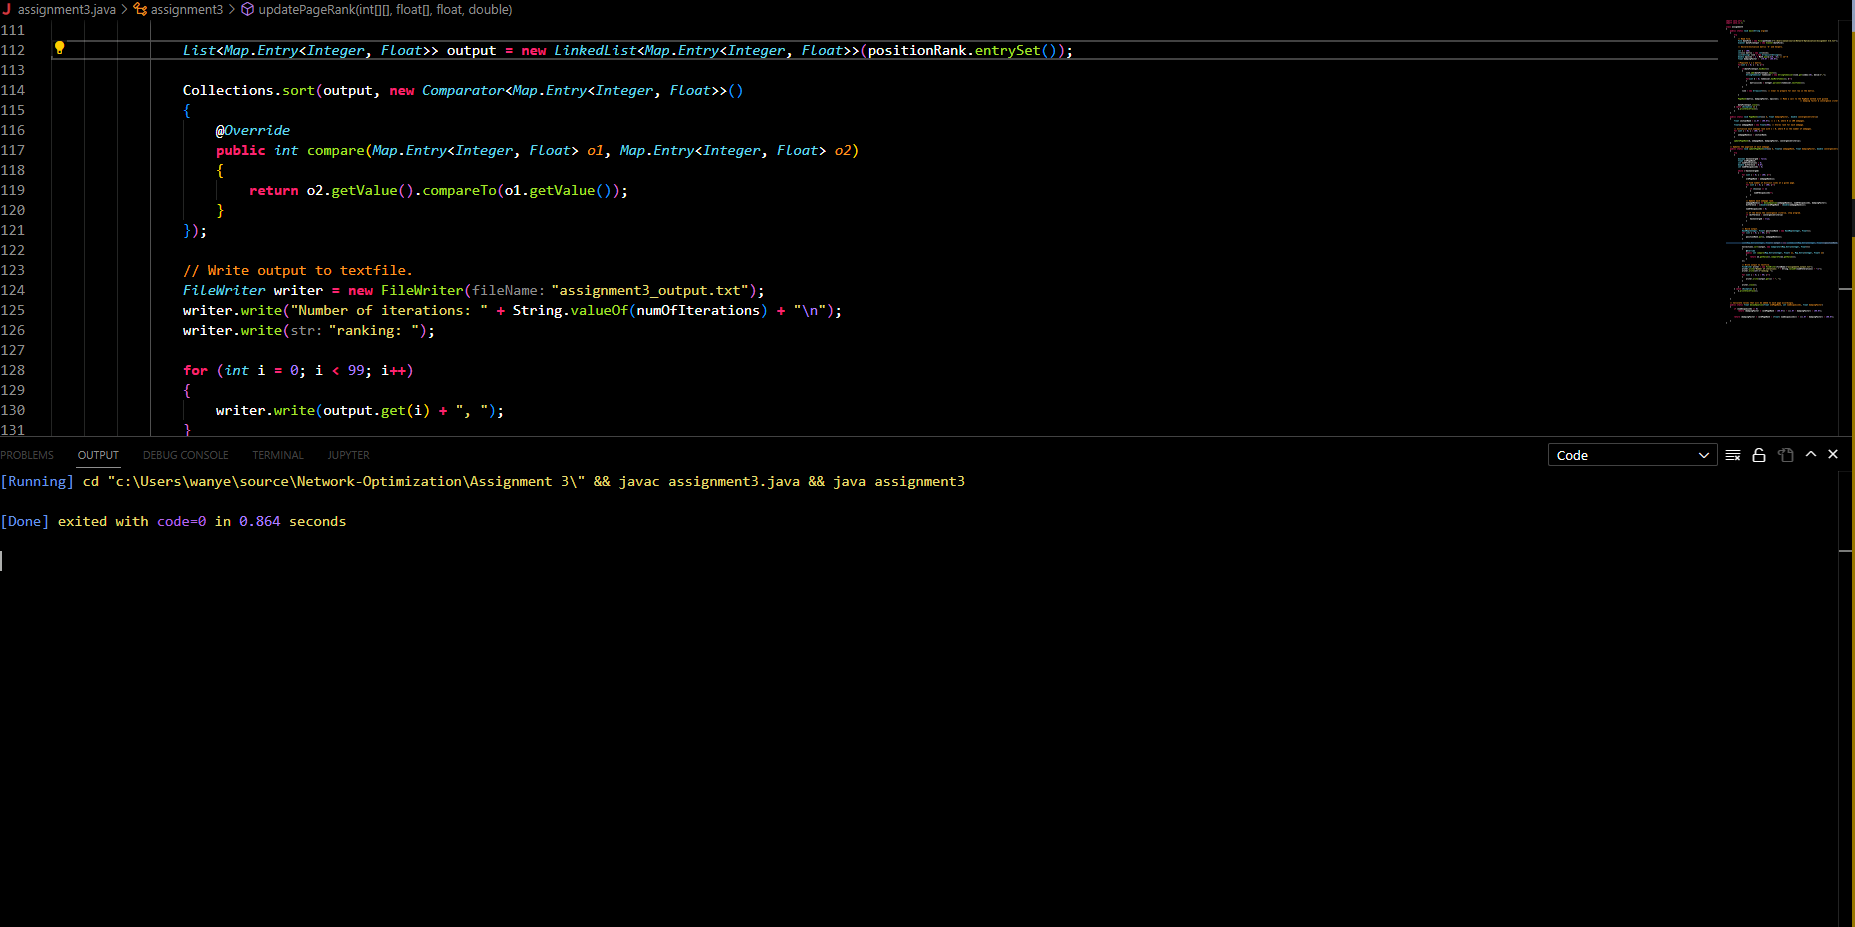 assignment3.java > assignment3 > updatePageRank(int[][], float[], float, double)
111
112 List<Map.Entry<Integer, Float>> output = new LinkedList<Map.Entry<Integer, Float>>(positionRank.entrySet());
113
114 Collections.sort(output, new Comparator<Map.Entry<Integer, Float>>()
115 {
116 @Override
117 public int compare(Map.Entry<Integer, Float> o1, Map.Entry<Integer, Float> o2)
118 {
119 return o2.getValue().compareTo(o1.getValue());
120 }
121 });
122
123 // Write output to textfile.
124 FileWriter writer = new FileWriter(fileName: "assignment3_output.txt");
125 writer.write("Number of iterations: " + String.valueOf(numOfIterations) + "\n");
126 writer.write(str: "ranking: ");
127
128 for (int i = 0; i < 99; i++)
129 {
130 writer.write(output.get(i) + ", ");
131 }
PROBLEMS OUTPUT DEBUG CONSOLE TERMINAL JUPYTER Code
[Running] cd "c:\Users\wanye\source\Network-Optimization\Assignment 3\" && javac assignment3.java && java assignment3
[Done] exited with code=0 in 0.864 seconds